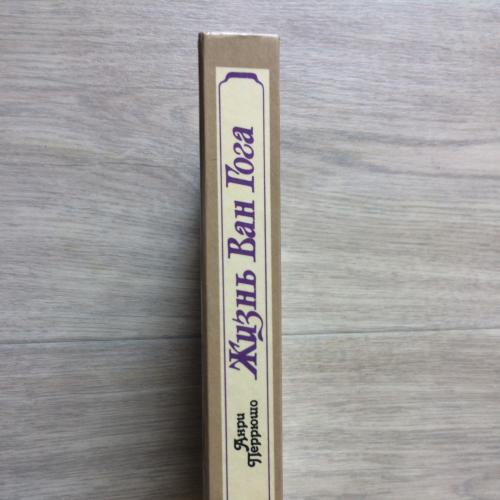 Анри
Перрюшо
Жизнь Ван Гога